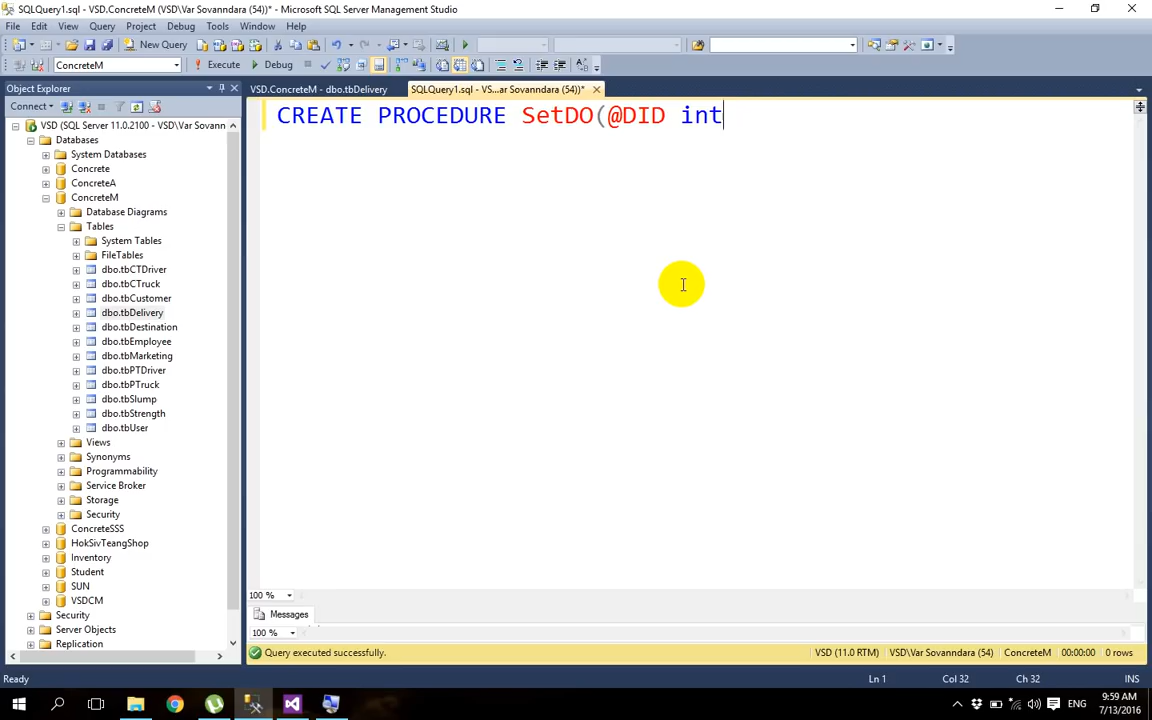 SQLQuery1.sql - VSD.ConcreteM (VSD\Var Sovanndara (54))* - Microsoft SQL Server Management Studio
File Edit View Query Project Debug Tools Window Help
New Query
ConcreteM Execute Debug
Object Explorer
VSD.ConcreteM - dbo.tbDelivery
SQLQuery1.sql - VS...ar Sovanndara (54))*
Connect
CREATE PROCEDURE SetDO(@DID int
VSD (SQL Server 11.0.2100 - VSD\Var Sovann
Databases
System Databases
Concrete
ConcreteA
ConcreteM
Database Diagrams
Tables
System Tables
FileTables
dbo.tbCTDriver
dbo.tbCTruck
dbo.tbCustomer
dbo.tbDelivery
dbo.tbDestination
dbo.tbEmployee
dbo.tbMarketing
dbo.tbPTDriver
dbo.tbPTruck
dbo.tbSlump
dbo.tbStrength
dbo.tbUser
Views
Synonyms
Programmability
Service Broker
Storage
Security
ConcreteSSS
HokSivTeangShop
Inventory
Student
SUN
VSDCM
Security
Server Objects
Replication
100 %
Messages
100 %
Query executed successfully. VSD (11.0 RTM) VSD\Var Sovanndara (54) ConcreteM 00:00:00 0 rows
Ready Ln 1 Col 32 Ch 32 INS
ENG
9:59 AM
7/13/2016